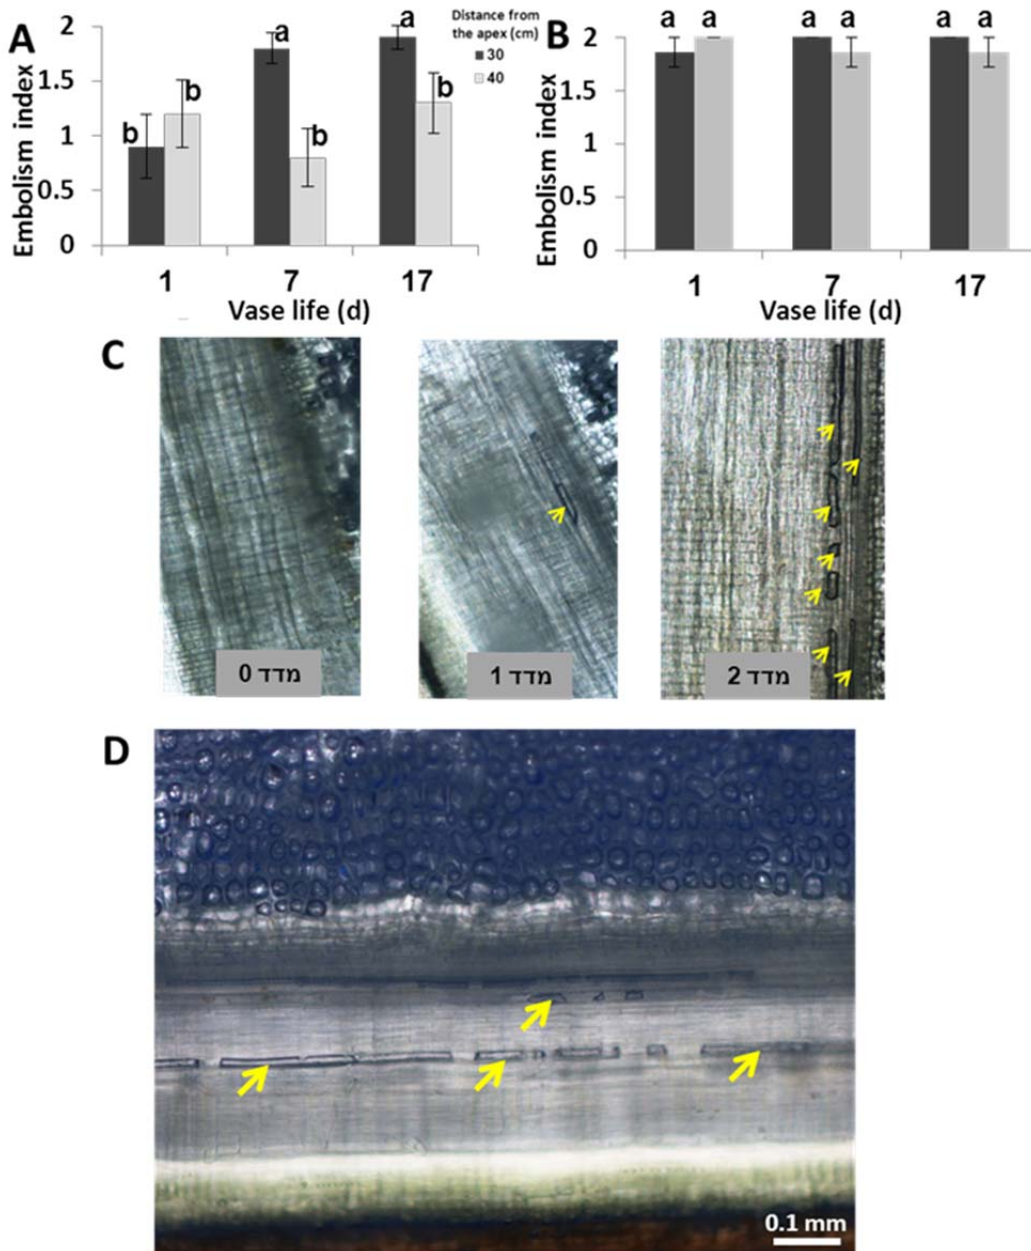 A
Embolism index
2
1.5
1
0.5
0
b
b
a
b
a
b
1
7
17
Vase life (d)
Distance from
the apex (cm)
30
40
B
Embolism index
2
1.5
1
0.5
0
a
a
a
a
a
a
1
7
17
Vase life (d)
C
מדד 0
מדד 1
מדד 2
D
0.1 mm